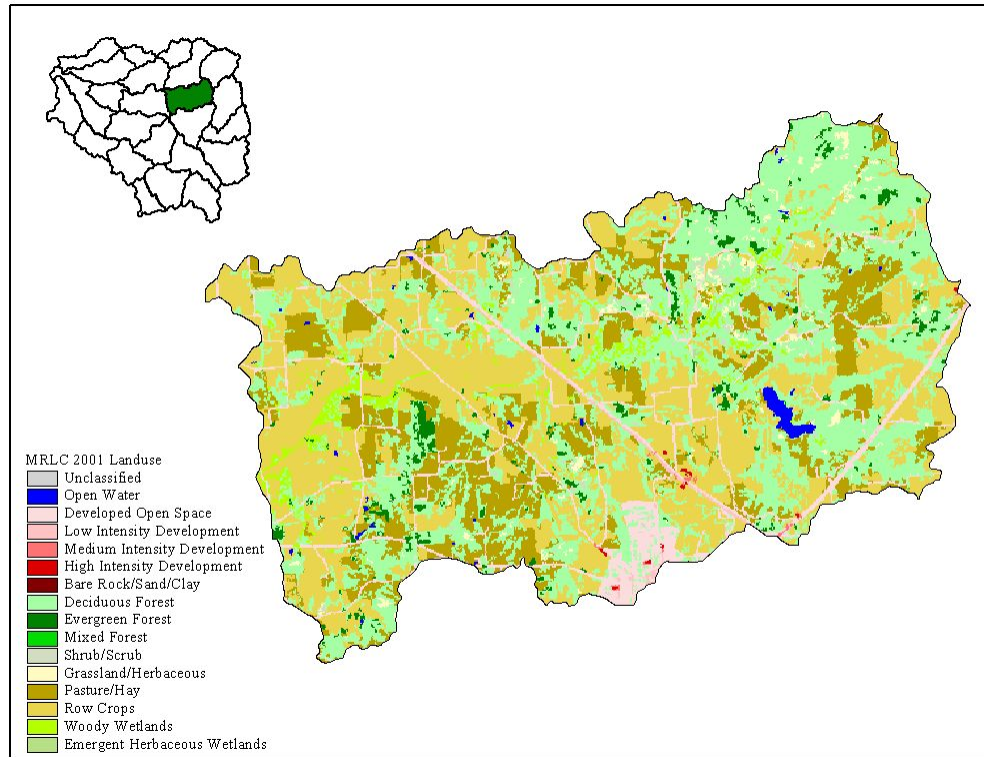 MRLC 2001 Landuse
Unclassified
Open Water
Developed Open Space
Low Intensity Development
Medium Intensity Development
High Intensity Development
Bare Rock/Sand/Clay
Deciduous Forest
Evergreen Forest
Mixed Forest
Shrub/Scrub
Grassland/Herbaceous
Pasture/Hay
Row Crops
Woody Wetlands
Emergent Herbaceous Wetlands